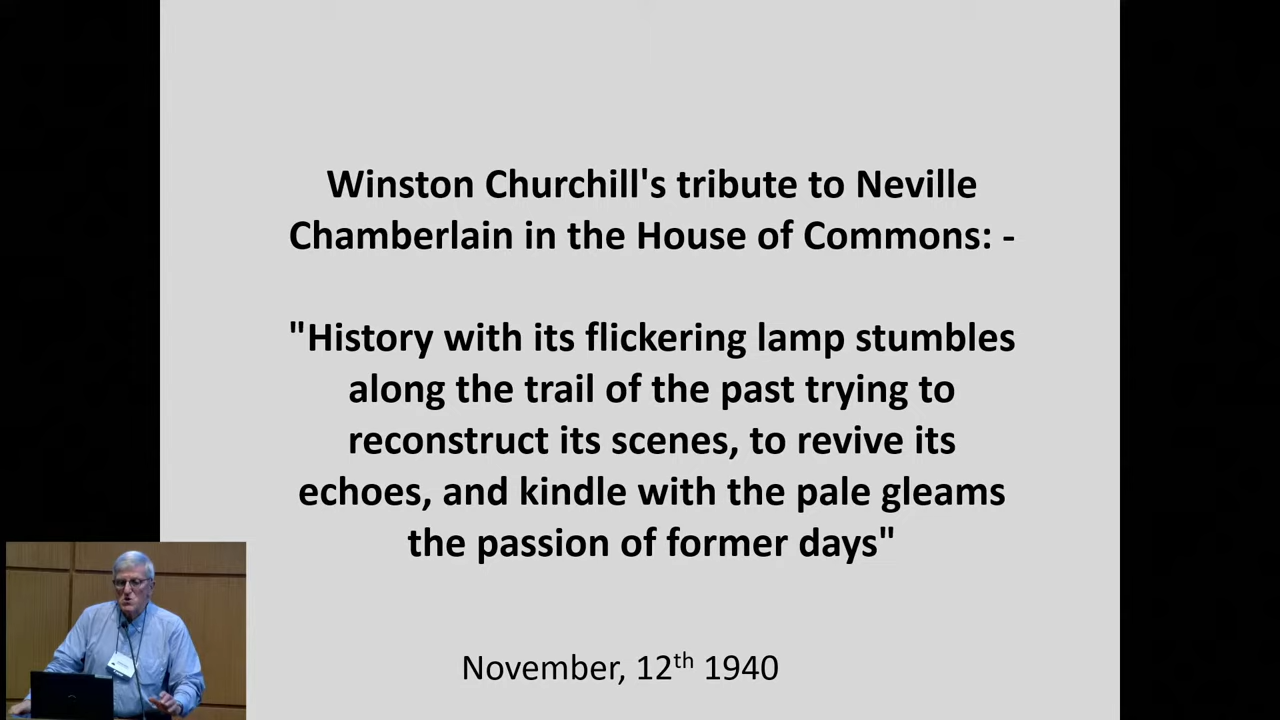 Winston Churchill's tribute to Neville
Chamberlain in the House of Commons: -
"History with its flickering lamp stumbles
along the trail of the past trying to
reconstruct its scenes, to revive its
echoes, and kindle with the pale gleams
the passion of former days"
November, 12th 1940